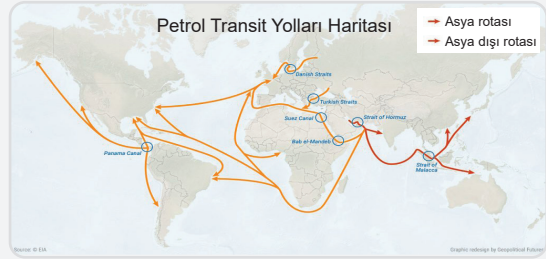 Petrol Transit Yolları Haritası
Asya rotası
Asya dışı rotası
Danish Straits
Turkish Straits
Suez Canal
Strait of Hormuz
Bab el-Mandeb
Panama Canal
Strait of
Malacca
Source: © EIA
Graphic redesign by Geopolitical Futures